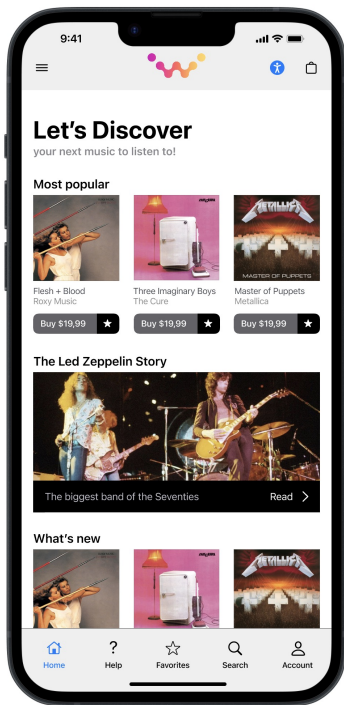 9:41
Let's Discover
your next music to listen to!
Most popular
METALLICA
MASTER OF PUPPETS
Flesh + Blood
Roxy Music
Three Imaginary Boys
The Cure
Master of Puppets
Metallica
Buy $19,99
Buy $19,99
Buy $19,99
The Led Zeppelin Story
The biggest band of the Seventies
Read
What's new
METALLICA
Home
Help
Favorites
Search
Account